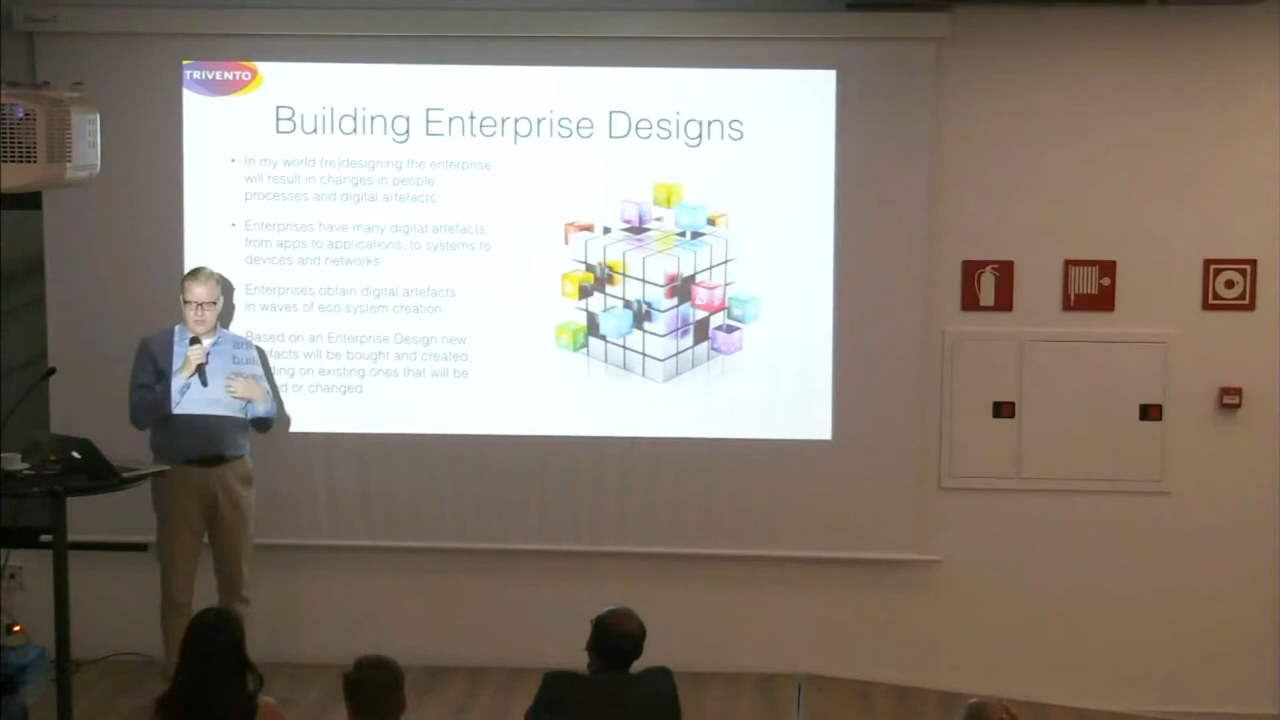 TRIVENTO
Building Enterprise Designs
• In my world (re)designing the enterprise
will result in changes in people,
processes and digital artefacts
• Enterprises have many digital artefacts
from apps to applications, to systems to
devices and networks
Enterprises obtain digital artefacts
in waves of eco system creation
Based on an Enterprise Design new
artefacts will be bought and created,
building on existing ones that will be
or changed